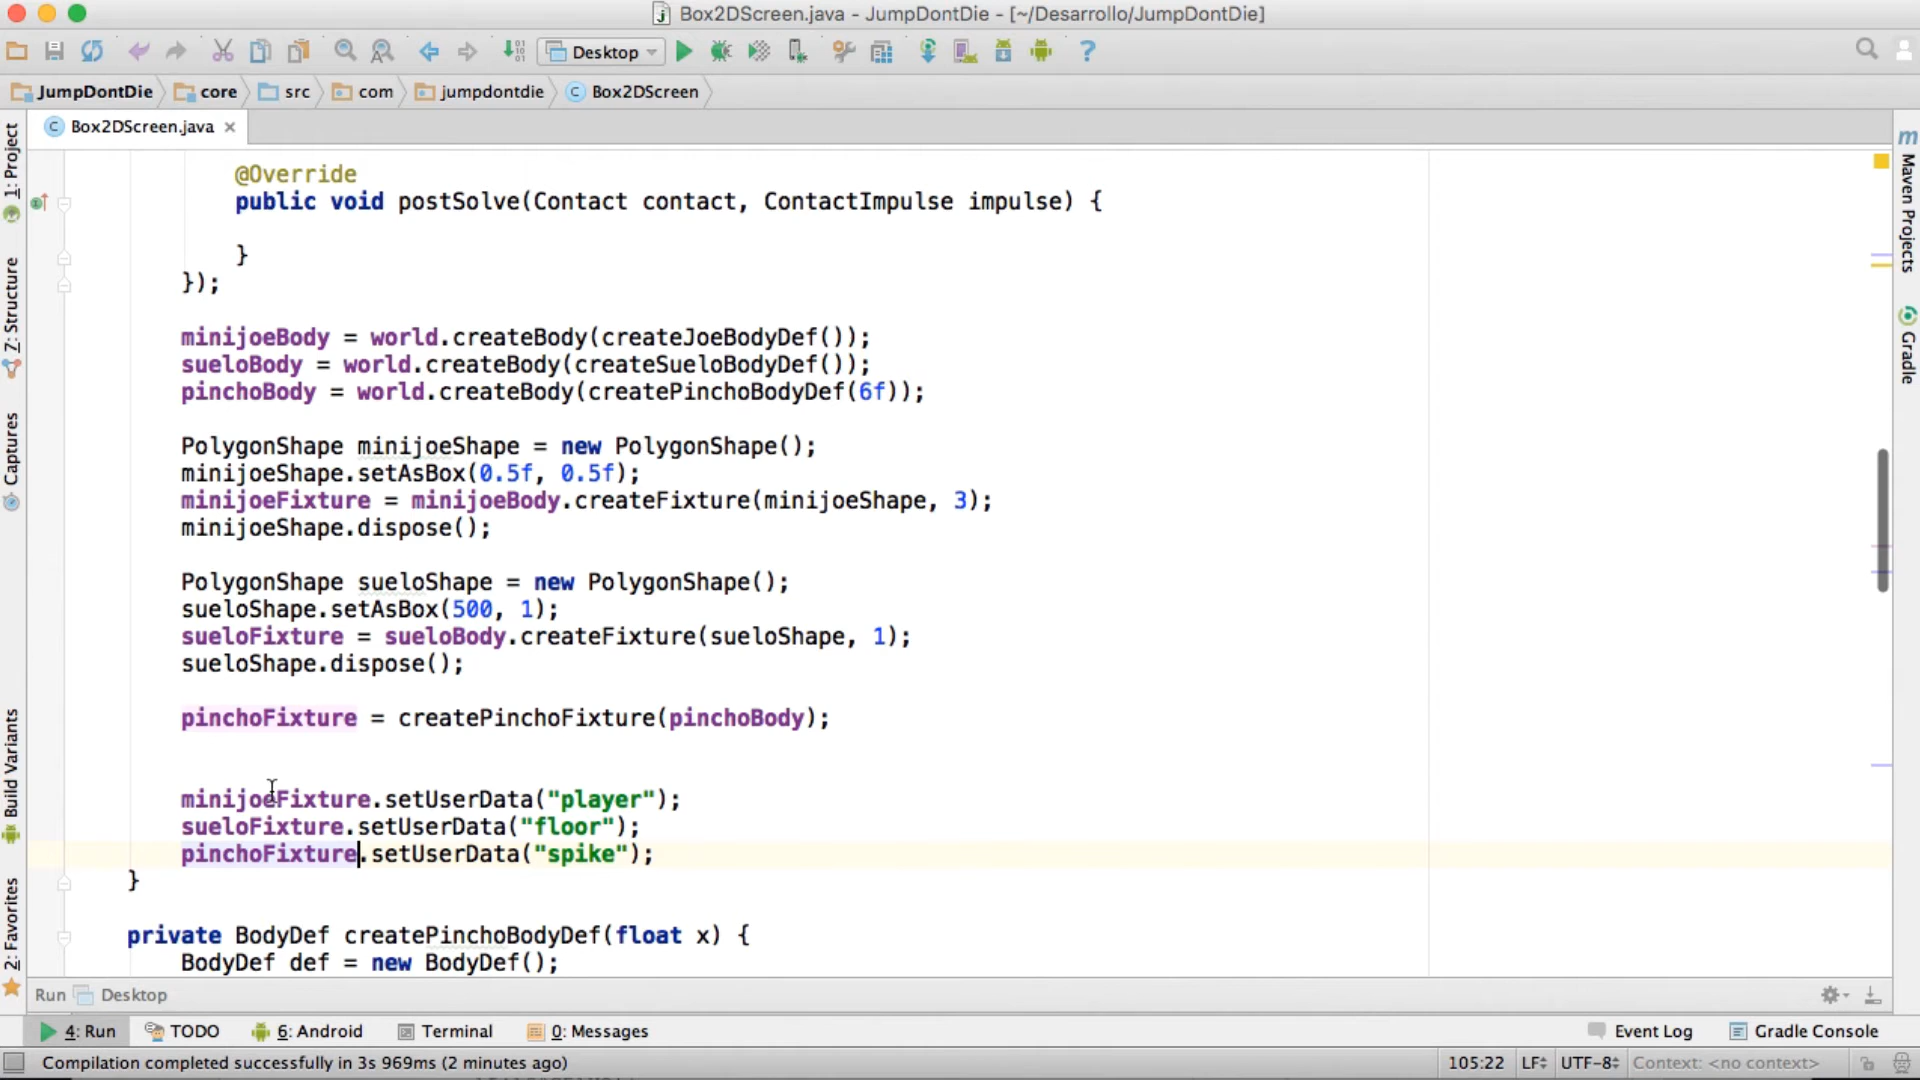 Box2DScreen.java - JumpDontDie - [~/Desarrollo/JumpDontDie]
Desktop
JumpDontDie core src com jumpdontdie Box2DScreen
Box2DScreen.java
@Override
public void postSolve(Contact contact, ContactImpulse impulse) {
}
});
minijoeBody = world.createBody(createJoeBodyDef());
sueloBody = world.createBody(createSueloBodyDef());
pinchoBody = world.createBody(createPinchoBodyDef(6f));
PolygonShape minijoeShape = new PolygonShape();
minijoeShape.setAsBox(0.5f, 0.5f);
minijoeFixture = minijoeBody.createFixture(minijoeShape, 3);
minijoeShape.dispose();
PolygonShape sueloShape = new PolygonShape();
sueloShape.setAsBox(500, 1);
sueloFixture = sueloBody.createFixture(sueloShape, 1);
sueloShape.dispose();
pinchoFixture = createPinchoFixture(pinchoBody);
minijoeFixture.setUserData("player");
sueloFixture.setUserData("floor");
pinchoFixture.setUserData("spike");
}
private BodyDef createPinchoBodyDef(float x) {
BodyDef def = new BodyDef();
1: Project
7: Structure
Captures
Build Variants
2: Favorites
Maven Projects
Gradle
Run Desktop
4: Run TODO 6: Android Terminal 0: Messages Event Log Gradle Console
Compilation completed successfully in 3s 969ms (2 minutes ago) 105:22 LF UTF-8 Context: <no context>